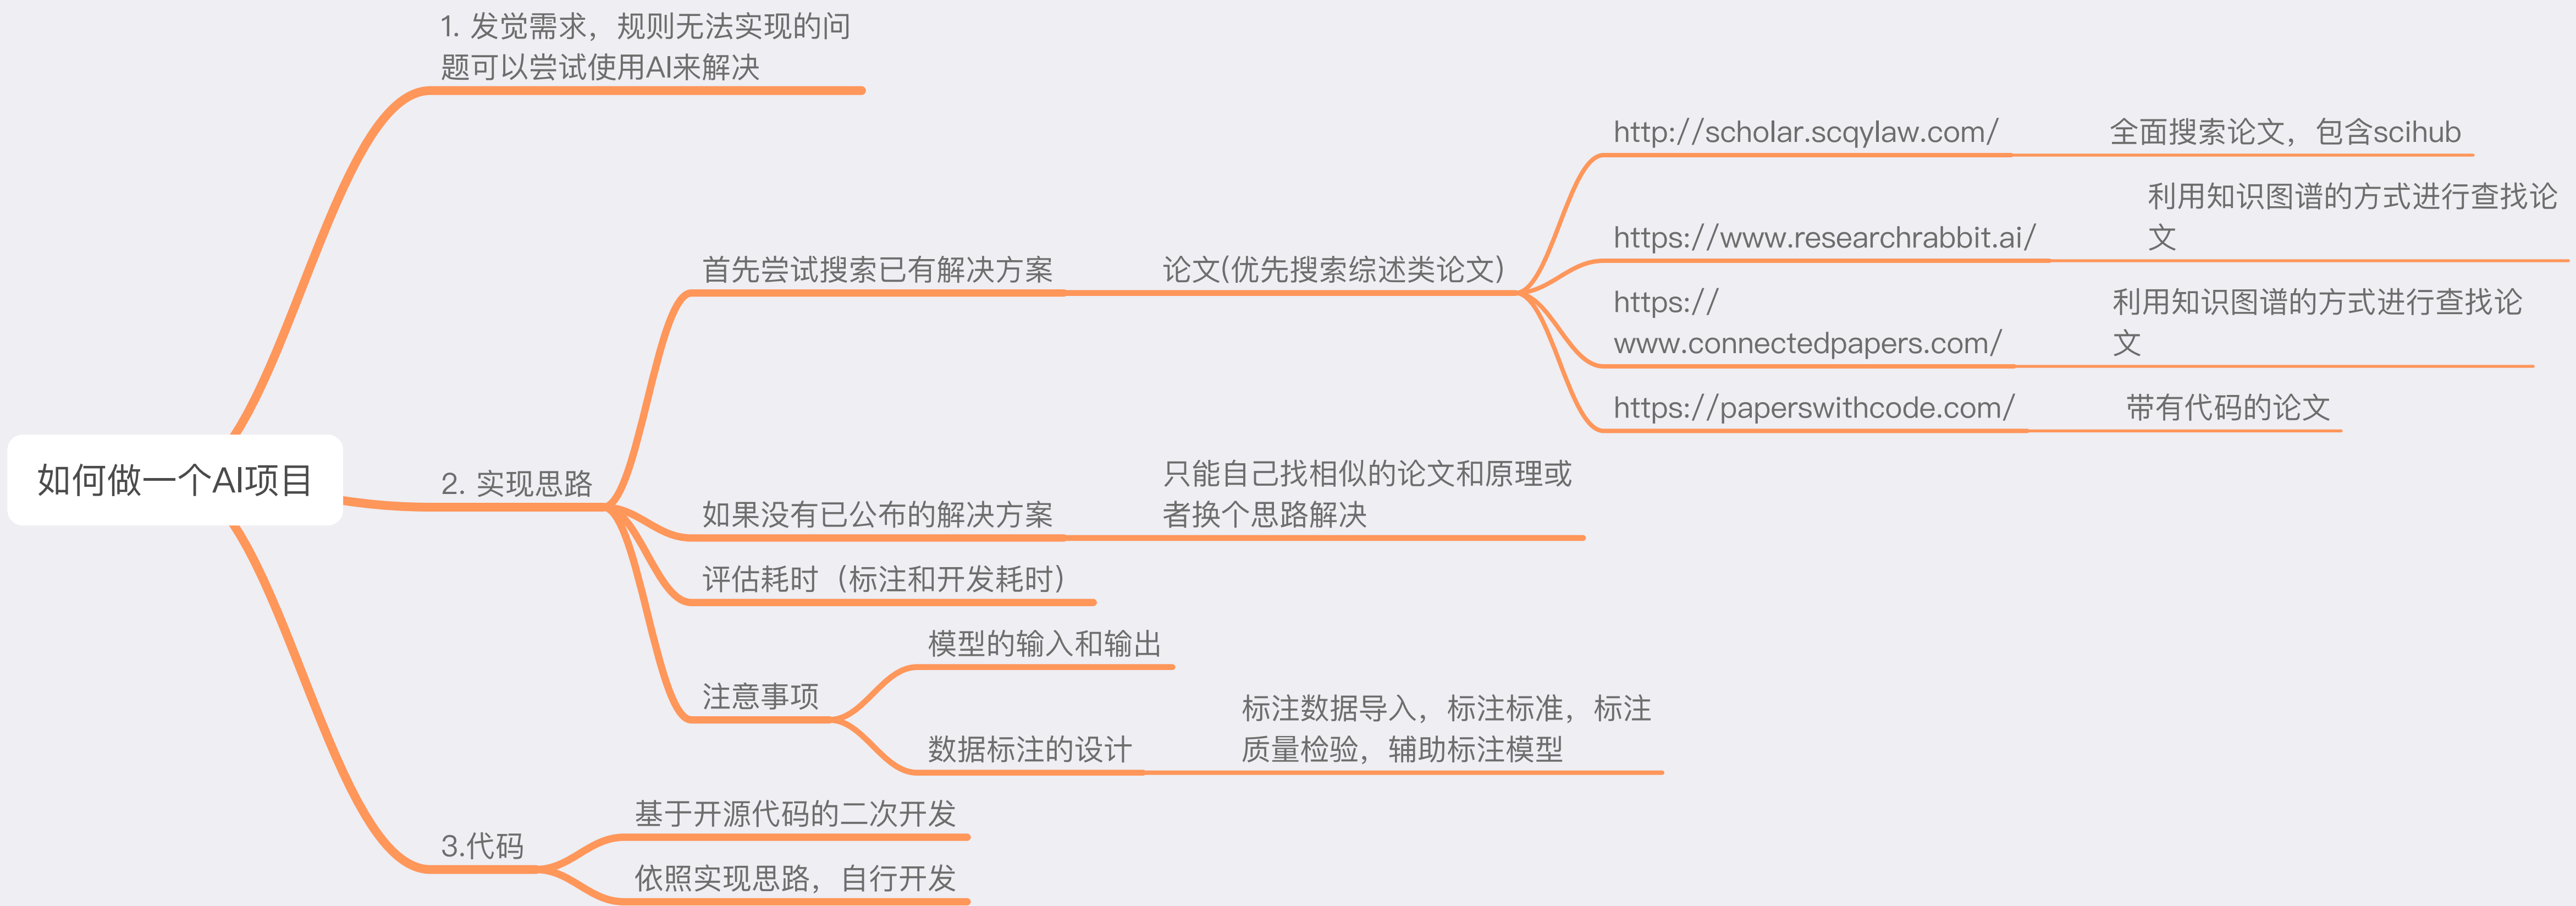 如何做一个AI项目
1. 发觉需求，规则无法实现的问
题可以尝试使用AI来解决
2. 实现思路
首先尝试搜索已有解决方案
论文(优先搜索综述类论文)
http://scholar.scqylaw.com/
全面搜索论文，包含scihub
https://www.researchrabbit.ai/
利用知识图谱的方式进行查找论
文
https://
www.connectedpapers.com/
利用知识图谱的方式进行查找论
文
https://paperswithcode.com/
带有代码的论文
如果没有已公布的解决方案
只能自己找相似的论文和原理或
者换个思路解决
评估耗时（标注和开发耗时）
注意事项
模型的输入和输出
数据标注的设计
标注数据导入，标注标准，标注
质量检验，辅助标注模型
3.代码
基于开源代码的二次开发
依照实现思路，自行开发